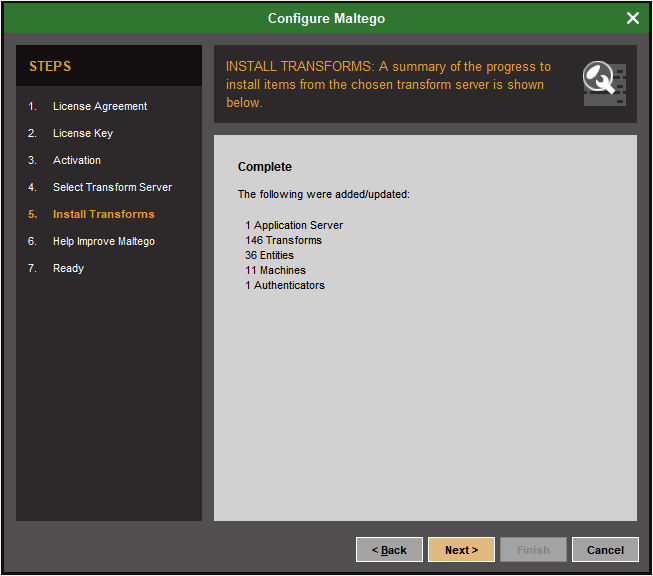 Configure Maltego
STEPS
1. License Agreement
2. License Key
3. Activation
4. Select Transform Server
5. Install Transforms
6. Help Improve Maltego
7. Ready
INSTALL TRANSFORMS: A summary of the progress to
install items from the chosen transform server is shown
below.
Complete
The following were added/updated:
1 Application Server
146 Transforms
36 Entities
11 Machines
1 Authenticators
< Back
Next >
Finish
Cancel